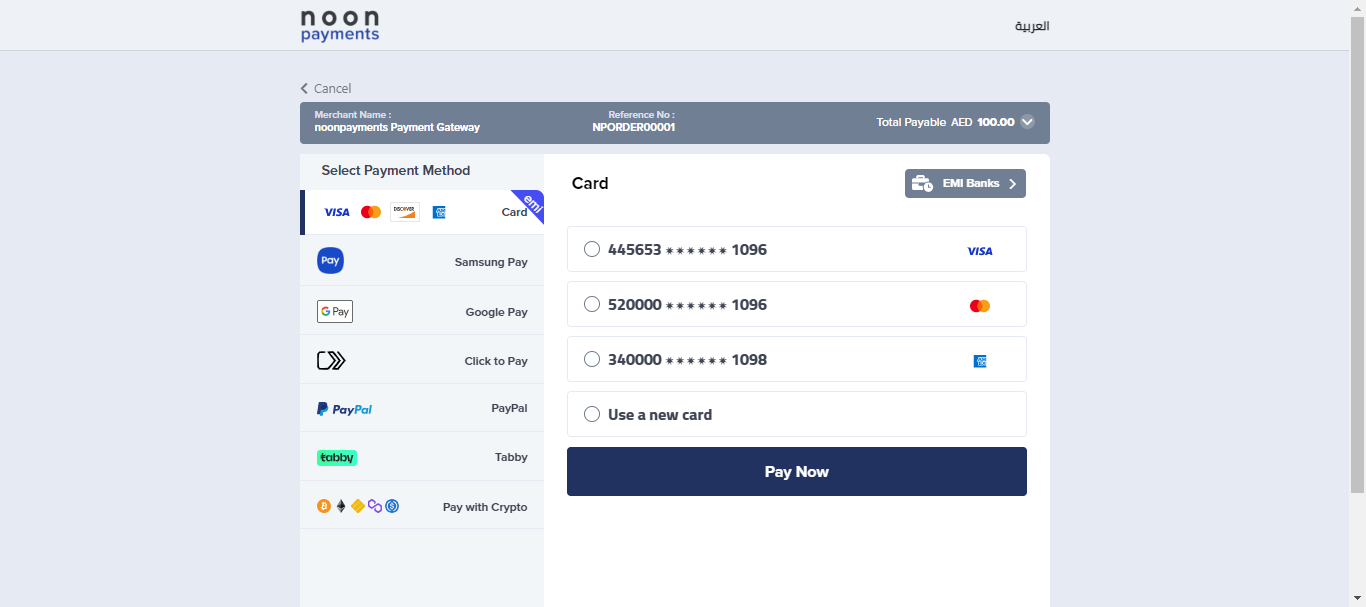 noon
payments
العربية
Cancel
Merchant Name :
noonpayments Payment Gateway
Reference No :
NPORDER00001
Total Payable AED 100.00
Select Payment Method
VISA DISCOVER Card emi
Pay Samsung Pay
G Pay Google Pay
Click to Pay
PayPal PayPal
tabby Tabby
Pay with Crypto
Card
EMI Banks
445653 ****** 1096 VISA
520000 ****** 1096
340000 ****** 1098
Use a new card
Pay Now